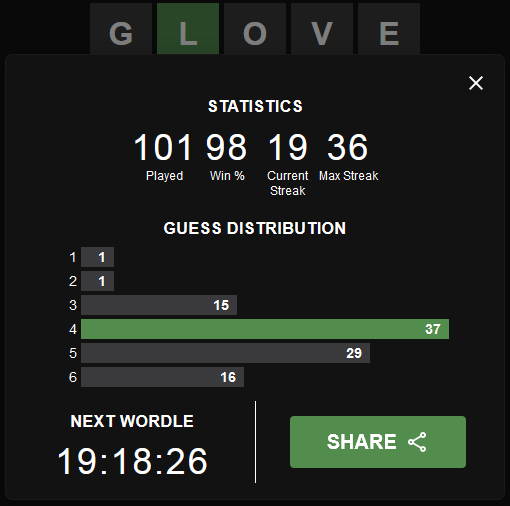 G L O V E
STATISTICS
101 98 19 36
Played Win % Current Streak Max Streak
GUESS DISTRIBUTION
1 1
2 1
3 15
4 37
5 29
6 16
NEXT WORDLE
19:18:26
SHARE